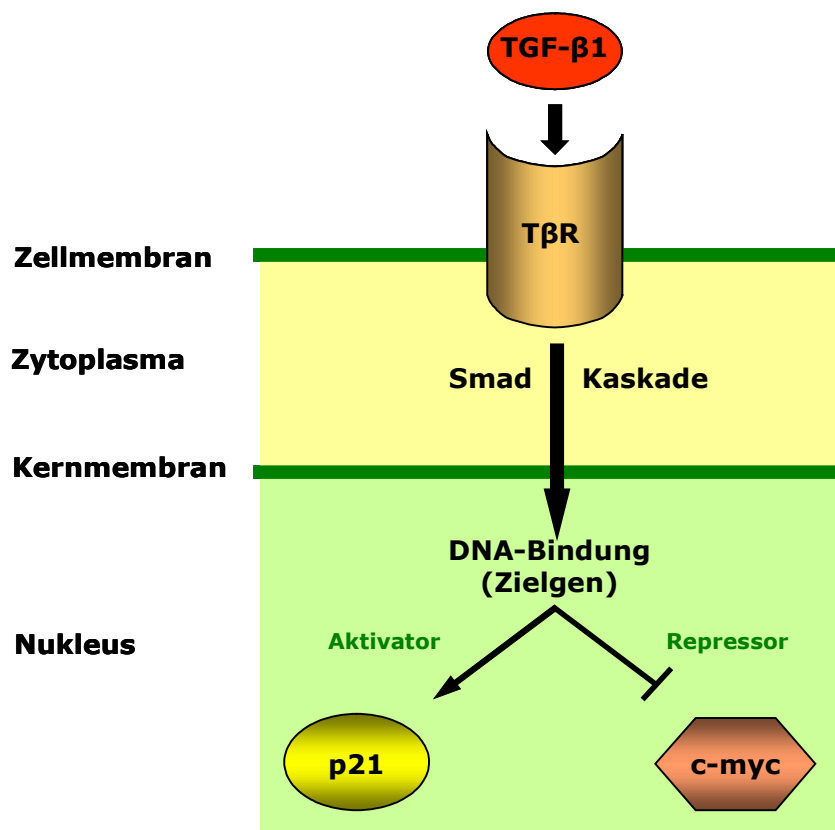 TGF-β1
TβR
Zellmembran
Zytoplasma
Smad Kaskade
Kernmembran
DNA-Bindung
(Zielgen)
Nukleus
Aktivator
Repressor
p21
c-myc